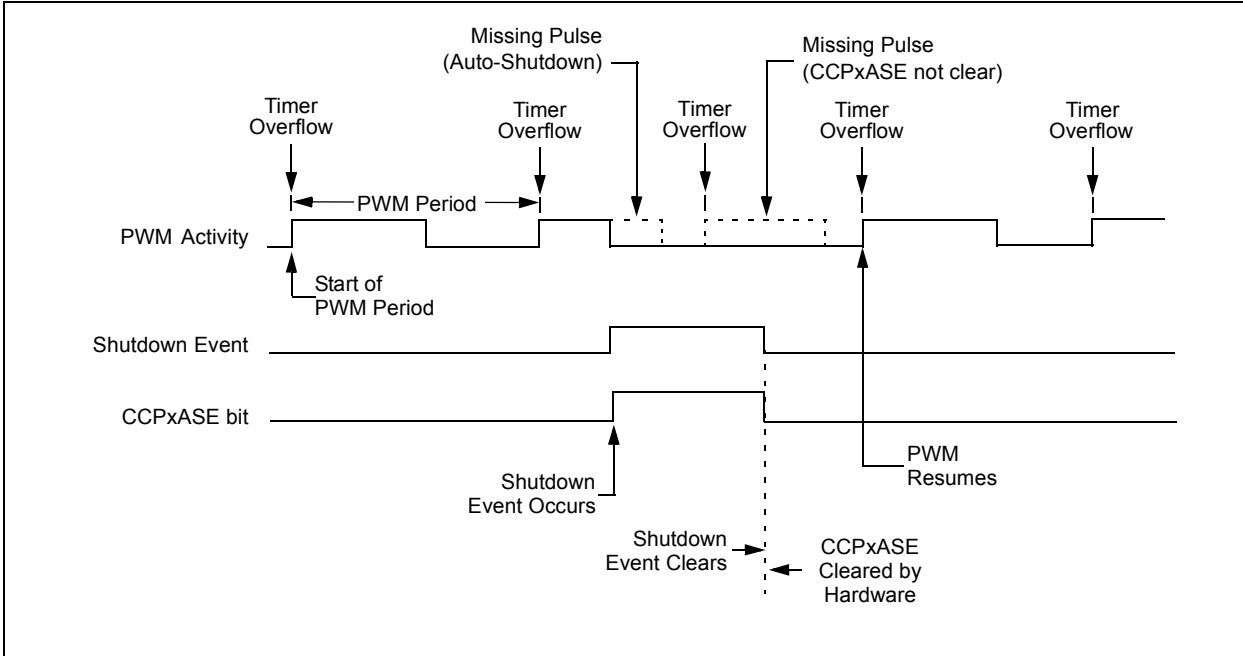 Missing Pulse
(Auto-Shutdown)
Missing Pulse
(CCPxASE not clear)
Timer
Overflow
Timer
Overflow
Timer
Overflow
Timer
Overflow
Timer
Overflow
PWM Period
PWM Activity
Start of
PWM Period
Shutdown Event
CCPxASE bit
Shutdown
Event Occurs
PWM
Resumes
Shutdown
Event Clears
CCPxASE
Cleared by
Hardware